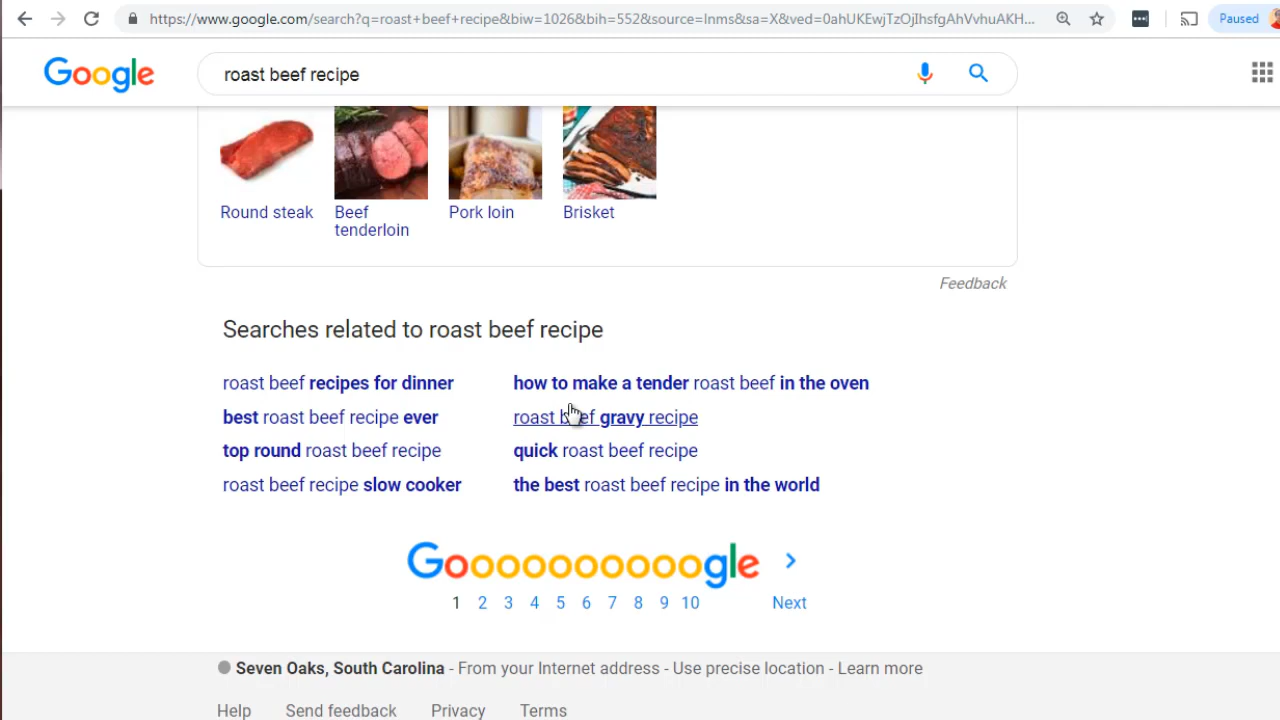 https://www.google.com/search?q=roast+beef+recipe&biw=1026&bih=552&source=lnms&sa=X&ved=0ahUKEwjTzOjIhsfgAhVvhuAKH...
Paused
Google
roast beef recipe
Round steak
Beef tenderloin
Pork loin
Brisket
Feedback
Searches related to roast beef recipe
roast beef recipes for dinner
how to make a tender roast beef in the oven
best roast beef recipe ever
roast beef gravy recipe
top round roast beef recipe
quick roast beef recipe
roast beef recipe slow cooker
the best roast beef recipe in the world
Goooooooooogle
1 2 3 4 5 6 7 8 9 10 Next
Seven Oaks, South Carolina - From your Internet address - Use precise location - Learn more
Help Send feedback Privacy Terms